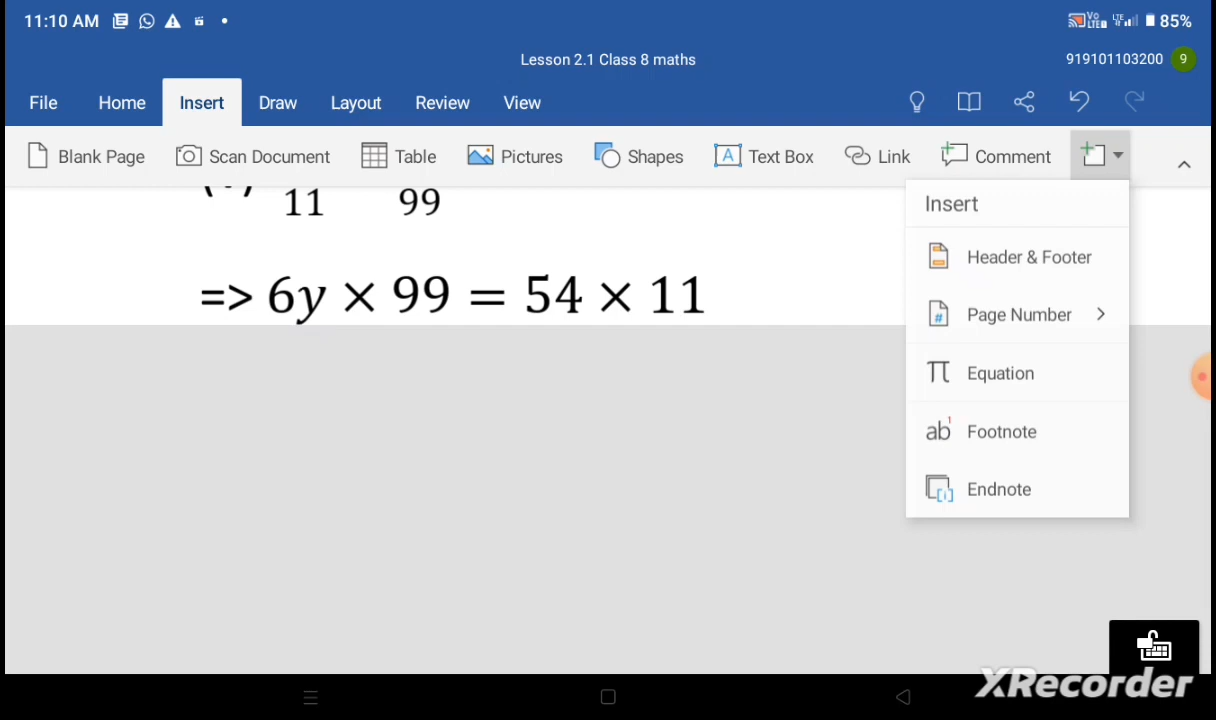 11:10 AM 85%
Lesson 2.1 Class 8 maths 919101103200 9
File Home Insert Draw Layout Review View
Blank Page Scan Document Table Pictures Shapes Text Box Link Comment
11 99
=> 6y × 99 = 54 × 11
Insert
Header & Footer
Page Number
Equation
Footnote
Endnote
XRecorder